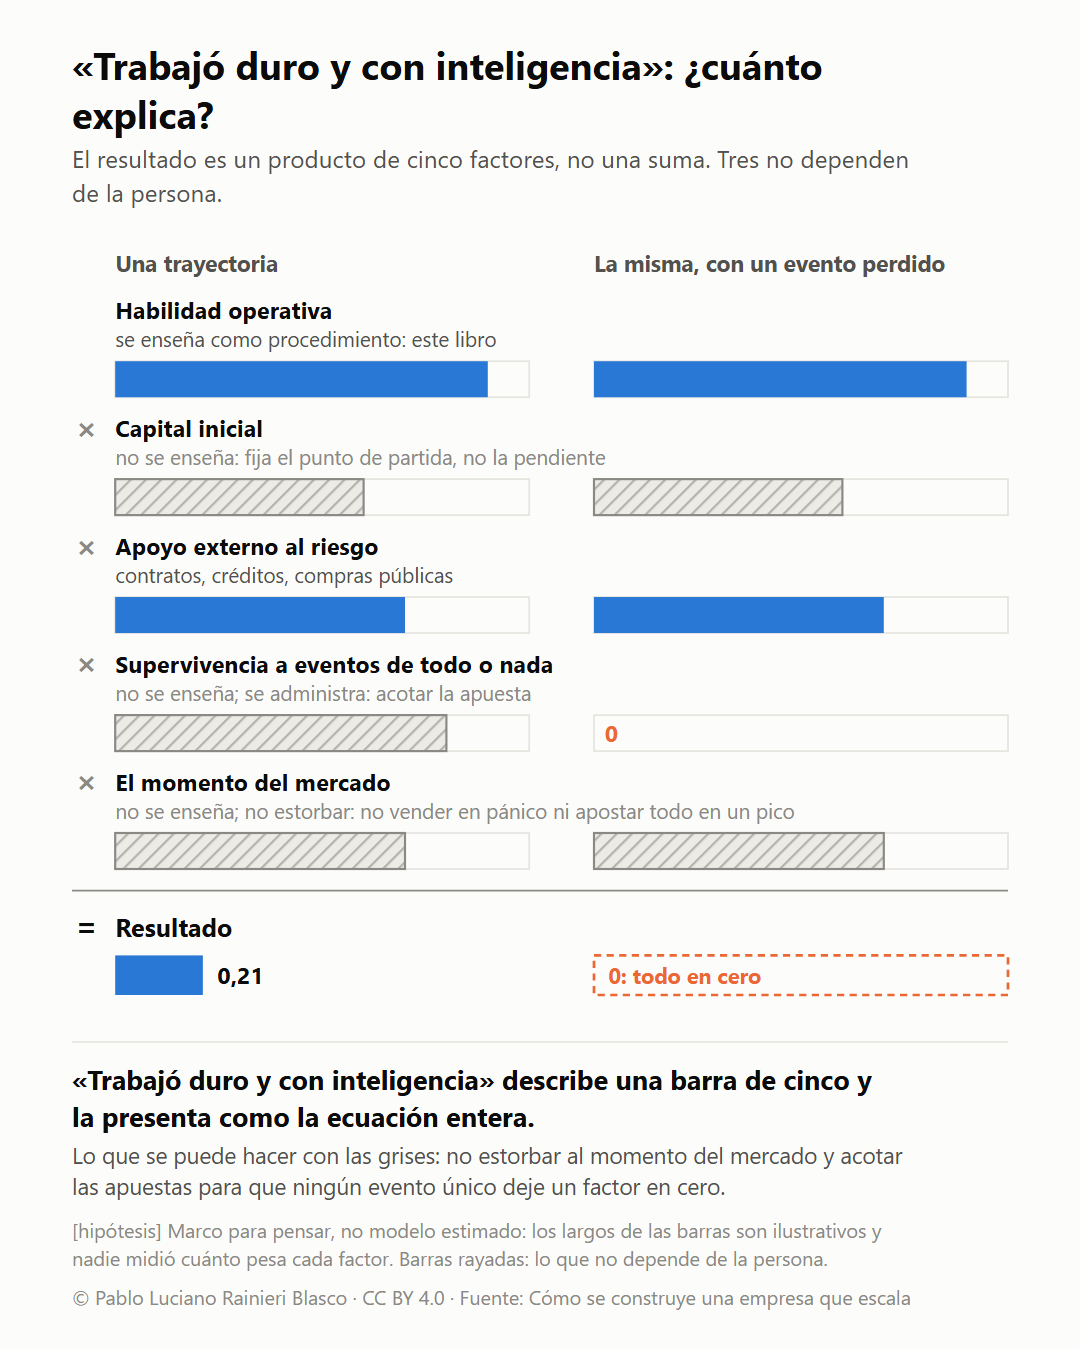 «Trabajó duro y con inteligencia»: ¿cuánto
explica?
El resultado es un producto de cinco factores, no una suma. Tres no dependen
de la persona.
Una trayectoria
La misma, con un evento perdido
Habilidad operativa
se enseña como procedimiento: este libro
× Capital inicial
no se enseña: fija el punto de partida, no la pendiente
× Apoyo externo al riesgo
contratos, créditos, compras públicas
× Supervivencia a eventos de todo o nada
no se enseña; se administra: acotar la apuesta
0
× El momento del mercado
no se enseña; no estorbar: no vender en pánico ni apostar todo en un pico
= Resultado
0,21
0: todo en cero
«Trabajó duro y con inteligencia» describe una barra de cinco y
la presenta como la ecuación entera.
Lo que se puede hacer con las grises: no estorbar al momento del mercado y acotar
las apuestas para que ningún evento único deje un factor en cero.
[hipótesis] Marco para pensar, no modelo estimado: los largos de las barras son ilustrativos y
nadie midió cuánto pesa cada factor. Barras rayadas: lo que no depende de la persona.
© Pablo Luciano Rainieri Blasco · CC BY 4.0 · Fuente: Cómo se construye una empresa que escala